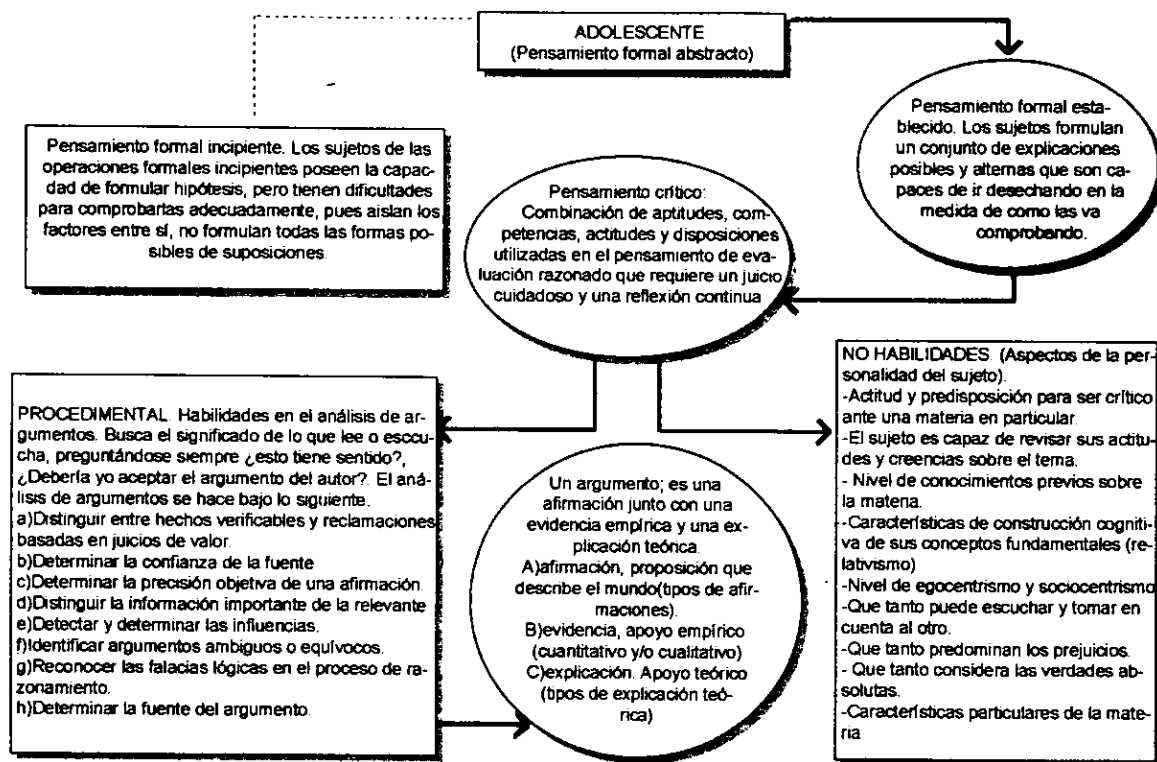 ADOLESCENTE
(Pensamiento formal abstracto)
Pensamiento formal esta-
blecido. Los sujetos formulan
un conjunto de explicaciones
posibles y alternas que son ca-
paces de ir desechando en la
medida de como las va
comprobando.
Pensamiento formal incipiente. Los sujetos de las
operaciones formales incipientes poseen la capac-
dad de formular hipótesis, pero tienen dificultades
para comprobarlas adecuadamente, pues aislan los
factores entre sí, no formulan todas las formas po-
sibles de suposiciones.
Pensamiento crítico:
Combinación de aptitudes, com-
petencias, actitudes y disposiciones
utilizadas en el pensamiento de eva-
luación razonado que requiere un juicio
cuidadoso y una reflexión continua
PROCEDIMENTAL. Habilidades en el análisis de ar-
gumentos. Busca el significado de lo que lee o esccu-
cha, preguntándose siempre ¿esto tiene sentido?,
¿Debería yo aceptar el argumento del autor?. El aná-
lisis de argumentos se hace bajo lo siguiente.
a)Distinguir entre hechos verificables y reclamaciones
basadas en juicios de valor.
b)Determinar la confianza de la fuente
c)Determinar la precisión objetiva de una afirmación.
d)Distinguir la información importante de la relevante
e)Detectar y determinar las influencias.
f)Identificar argumentos ambiguos o equívocos.
g)Reconocer las falacias lógicas en el proceso de ra-
zonamiento.
h)Determinar la fuente del argumento.
Un argumento; es una
afirmación junto con una
evidencia empírica y una ex-
plicación teórica.
A)afirmación, proposición que
describe el mundo(tipos de afir-
maciones).
B)evidencia, apoyo empírico
(cuantitativo y/o cualitativo)
C)explicación. Apoyo teórico
(tipos de explicación teó-
rica)
NO HABILIDADES. (Aspectos de la per-
sonalidad del sujeto).
-Actitud y predisposición para ser crítico
ante una materia en particular.
-El sujeto es capaz de revisar sus actitu-
des y creencias sobre el tema.
- Nivel de conocimientos previos sobre
la materia.
-Características de construcción cogniti-
va de sus conceptos fundamentales (re-
lativismo)
-Nivel de egocentrismo y sociocentrismo
-Que tanto puede escuchar y tomar en
cuenta al otro.
-Que tanto predominan los prejuicios.
- Que tanto considera las verdades ab-
solutas.
-Características particulares de la mate-
ria